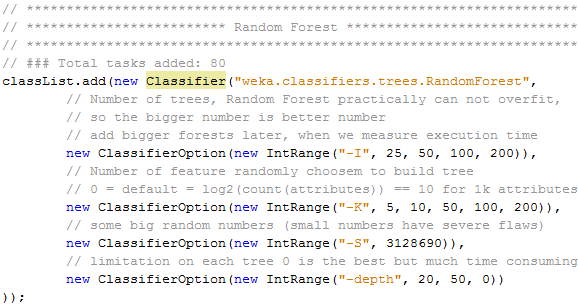 // *************************************************************************
// ************************** Random Forest ******************************
// *************************************************************************
// ### Total tasks added: 80
classList.add(new Classifier("weka.classifiers.trees.RandomForest",
// Number of trees, Random Forest practically can not overfit,
// so the bigger number is better number
// add bigger forests later, when we measure execution time
new ClassifierOption(new IntRange("-I", 25, 50, 100, 200)),
// Number of feature randomly choosem to build tree
// 0 = default = log2(count(attributes)) == 10 for 1k attributes
new ClassifierOption(new IntRange("-K", 5, 10, 50, 100, 200)),
// some big random numbers (small numbers have severe flaws)
new ClassifierOption(new IntRange("-S", 3128690)),
// limitation on each tree 0 is the best but much time consuming
new ClassifierOption(new IntRange("-depth", 20, 50, 0))
));